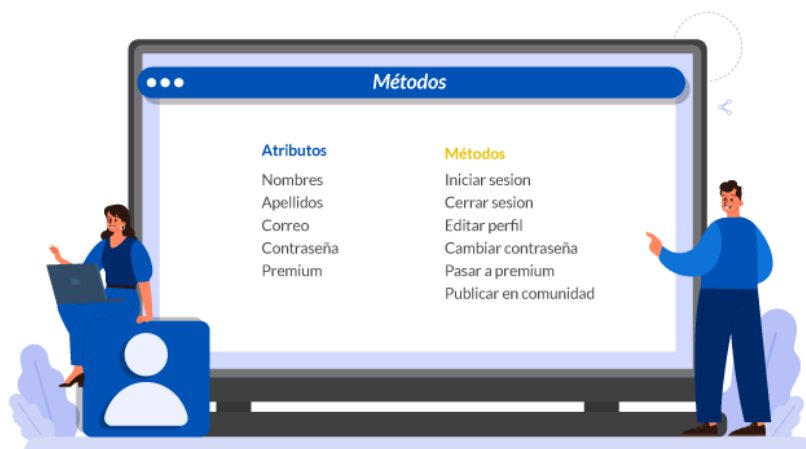 Métodos
Atributos
Nombres
Apellidos
Correo
Contraseña
Premium
Métodos
Iniciar sesion
Cerrar sesion
Editar perfil
Cambiar contraseña
Pasar a premium
Publicar en comunidad